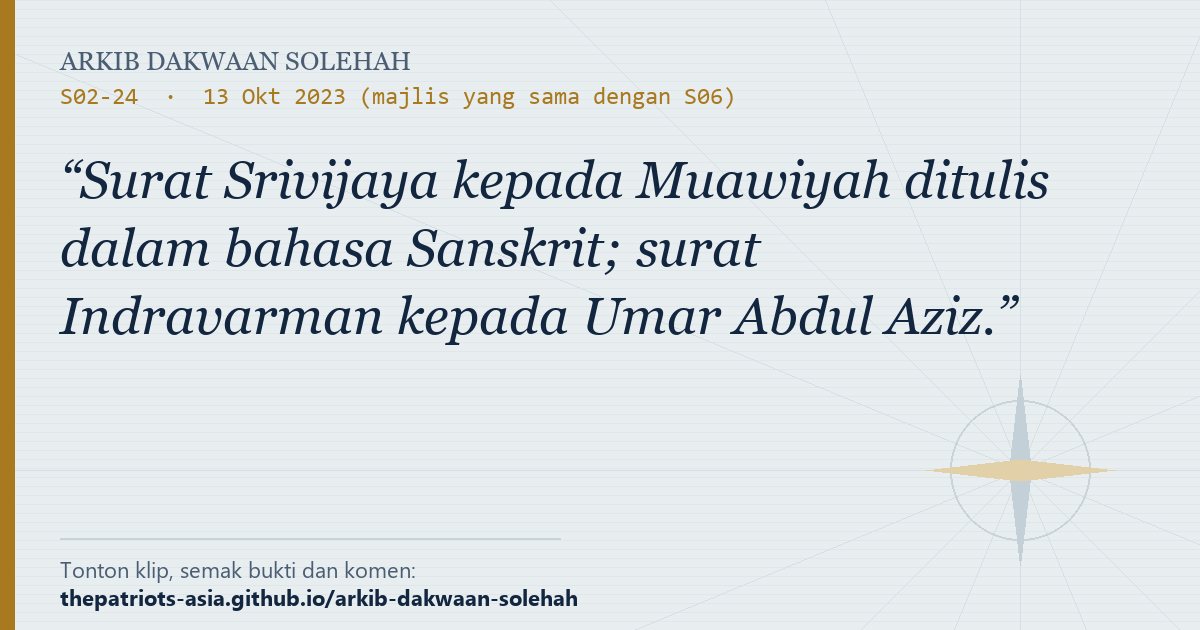 ARKIB DAKWAAN SOLEHAH
S02-24 · 13 Okt 2023 (majlis yang sama dengan S06)
“Surat Srivijaya kepada Muawiyah ditulis
dalam bahasa Sanskrit; surat
Indravarman kepada Umar Abdul Aziz.”
Tonton klip, semak bukti dan komen:
thepatriots-asia.github.io/arkib-dakwaan-solehah